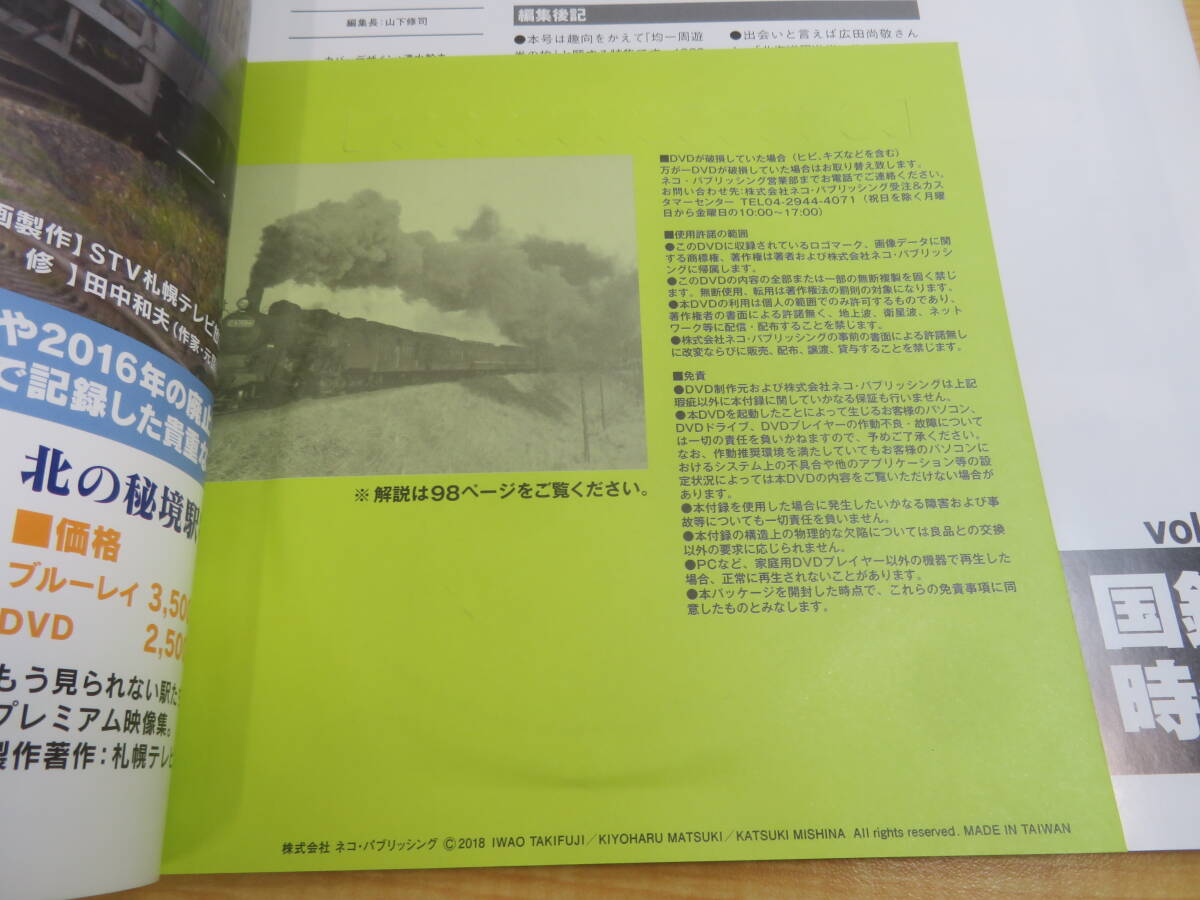 編集長:山下修司
編集後記
●本号は趣向をかえて「均一周遊
●出会いと言えば広田尚敬さん
画製作】STV札幌テレビ
修 】田中和夫(作家・元
や2016年の廃止
で記録した貴重な
北の秘境駅
■価格
ブルーレイ 3,50
DVD 2,50
もう見られない駅た
プレミアム映像集。
製作著作:札幌テレビ
■DVDが破損していた場合(ヒビ、キズなどを含む)
万が一DVDが破損していた場合はお取り替え致します。
ネコ・パブリッシング営業部までお電話でご連絡ください。
お問い合わせ先:株式会社ネコ・パブリッシング受注&カス
タマーセンター TEL04-2944-4071(祝日を除く月曜
日から金曜日の10:00〜17:00)
■使用許諾の範囲
●このDVDに収録されているロゴマーク、画像データに関
する商標権、著作権は著者および株式会社ネコ・パブリッシ
ングに帰属します。
●このDVDの内容の全部または一部の無断複製を固く禁じ
ます。無断使用、転用は著作権法の罰則の対象になります。
●本DVDの利用は個人の範囲でのみ許可するものであり、
著作権者の書面による許諾無く、地上波、衛星波、ネット
ワーク等に配信・配布することを禁じます。
●株式会社ネコ・パブリッシングの事前の書面による許諾無し
に改変ならびに販売、配布、譲渡、貸与することを禁じます。
■免責
●DVD制作元および株式会社ネコ・パブリッシングは上記
瑕疵以外に本付録に関していかなる保証も行いません。
●本DVDを起動したことによって生じるお客様のパソコン、
DVDドライブ、DVDプレイヤーの作動不良・故障について
は一切の責任を負いかねますので、予めご了承ください。
なお、作動推奨環境を満たしていてもお客様のパソコンに
おけるシステム上の不具合や他のアプリケーション等の設
定状況によっては本DVDの内容をご覧いただけない場合が
あります。
●本付録を使用した場合に発生したいかなる障害および事
故等についても一切責任を負いません。
●本付録の構造上の物理的な欠陥については良品との交換
以外の要求に応じられません。
●PCなど、家庭用DVDプレイヤー以外の機器で再生した
場合、正常に再生されないことがあります。
●本パッケージを開封した時点で、これらの免責事項に同
意したものとみなします。
※ 解説は98ページをご覧ください。
vol
国鉄
時
株式会社 ネコ・パブリッシング ©2018 IWAO TAKIFUJI/KIYOHARU MATSUKI/KATSUKI MISHINA All rights reserved. MADE IN TAIWAN